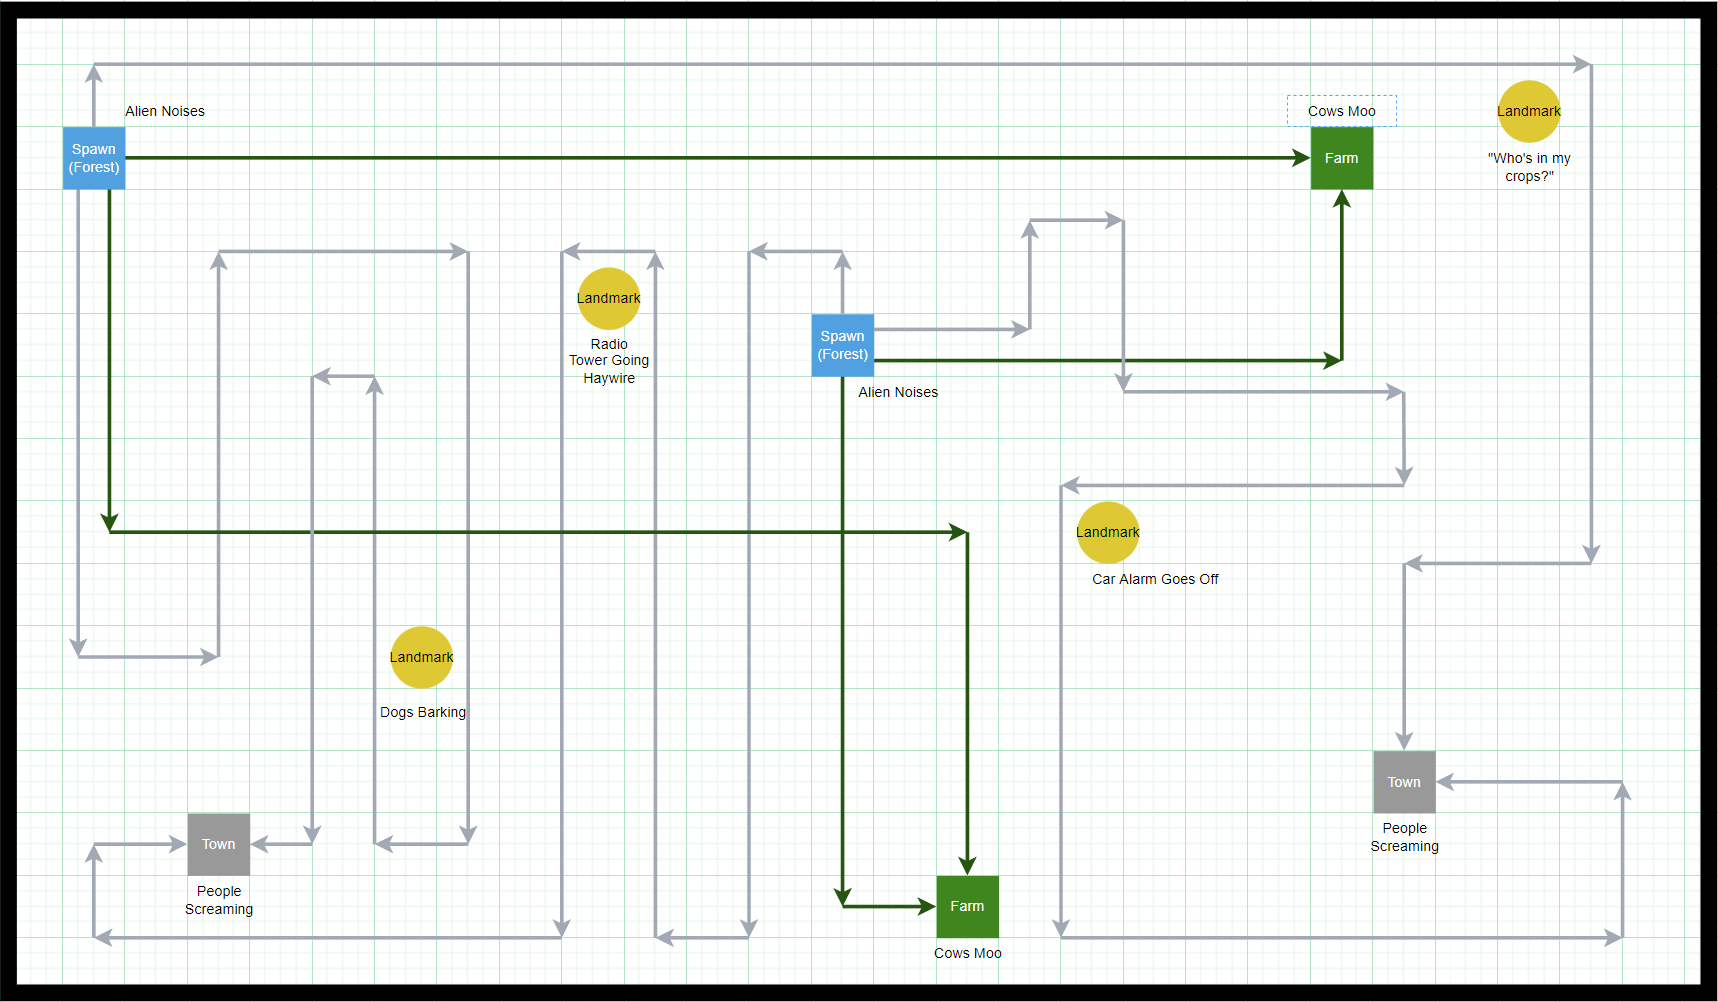 Alien Noises
Cows Moo
Landmark
Spawn
(Forest)
Farm
"Who's in my
crops?"
Landmark
Radio
Tower Going
Haywire
Spawn
(Forest)
Alien Noises
Landmark
Car Alarm Goes Off
Landmark
Dogs Barking
Town
People
Screaming
Town
People
Screaming
Farm
Cows Moo